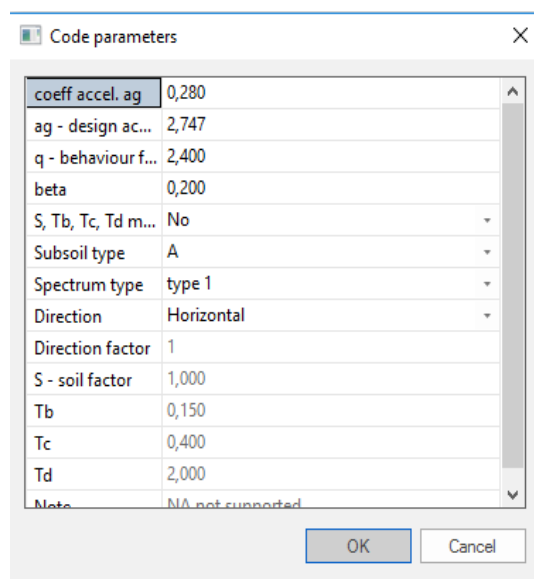 Code parameters
coeff accel. ag 0,280
ag - design ac... 2,747
q - behaviour f... 2,400
beta 0,200
S, Tb, Tc, Td m... No
Subsoil type A
Spectrum type type 1
Direction Horizontal
Direction factor 1
S - soil factor 1,000
Tb 0,150
Tc 0,400
Td 2,000
Note NA not supported
OK Cancel